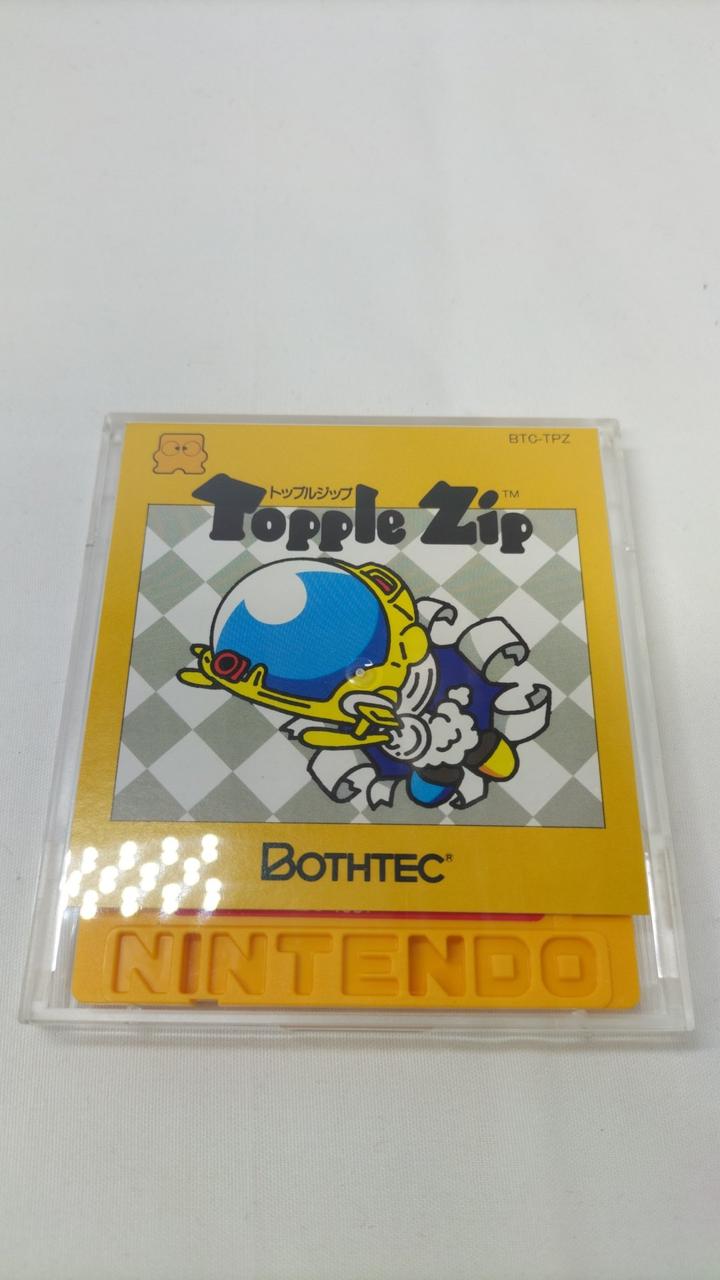 BTC-TPZ
トップルジップ
Topple Zip™
BOTHTEC®
NINTENDO